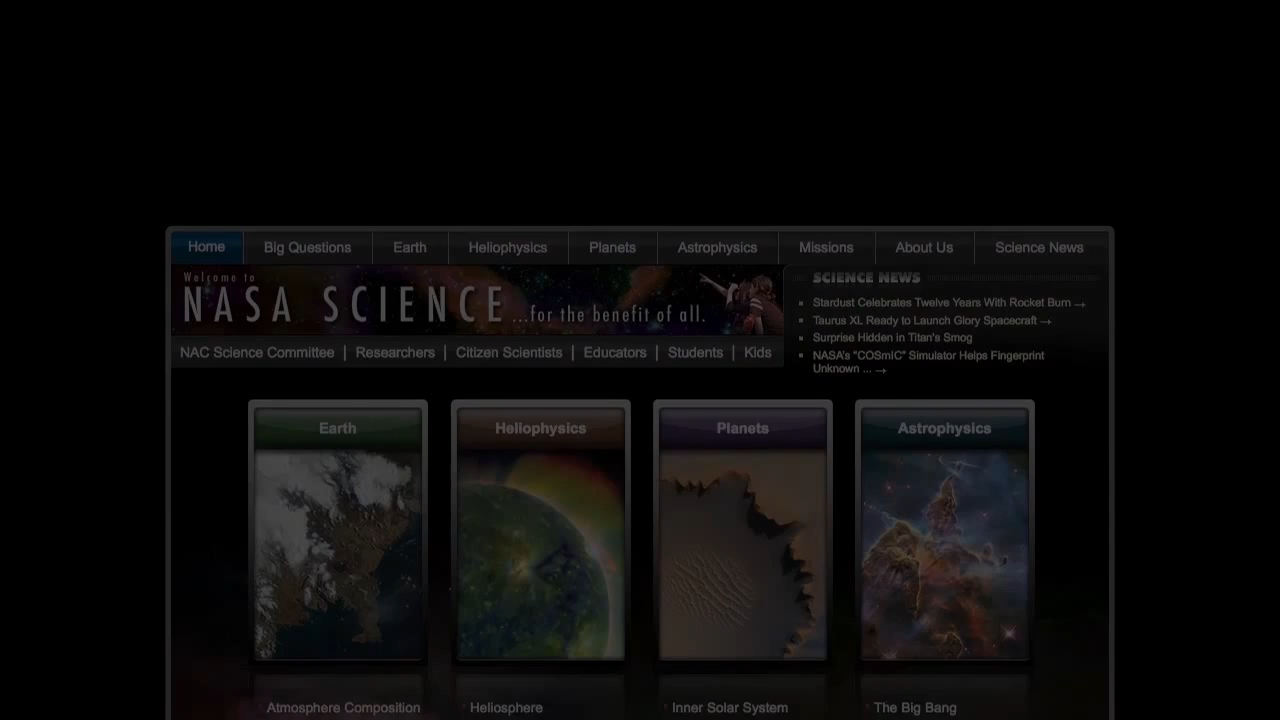 Home Big Questions Earth Heliophysics Planets Astrophysics Missions About Us Science News
Welcome to
NASA SCIENCE ...for the benefit of all.
NAC Science Committee | Researchers | Citizen Scientists | Educators | Students | Kids
SCIENCE NEWS
Stardust Celebrates Twelve Years With Rocket Burn →
Taurus XL Ready to Launch Glory Spacecraft →
Surprise Hidden in Titan's Smog
NASA's "COSmIC" Simulator Helps Fingerprint
Unknown ... →
Earth Heliophysics Planets Astrophysics
Atmosphere Composition Heliosphere Inner Solar System The Big Bang